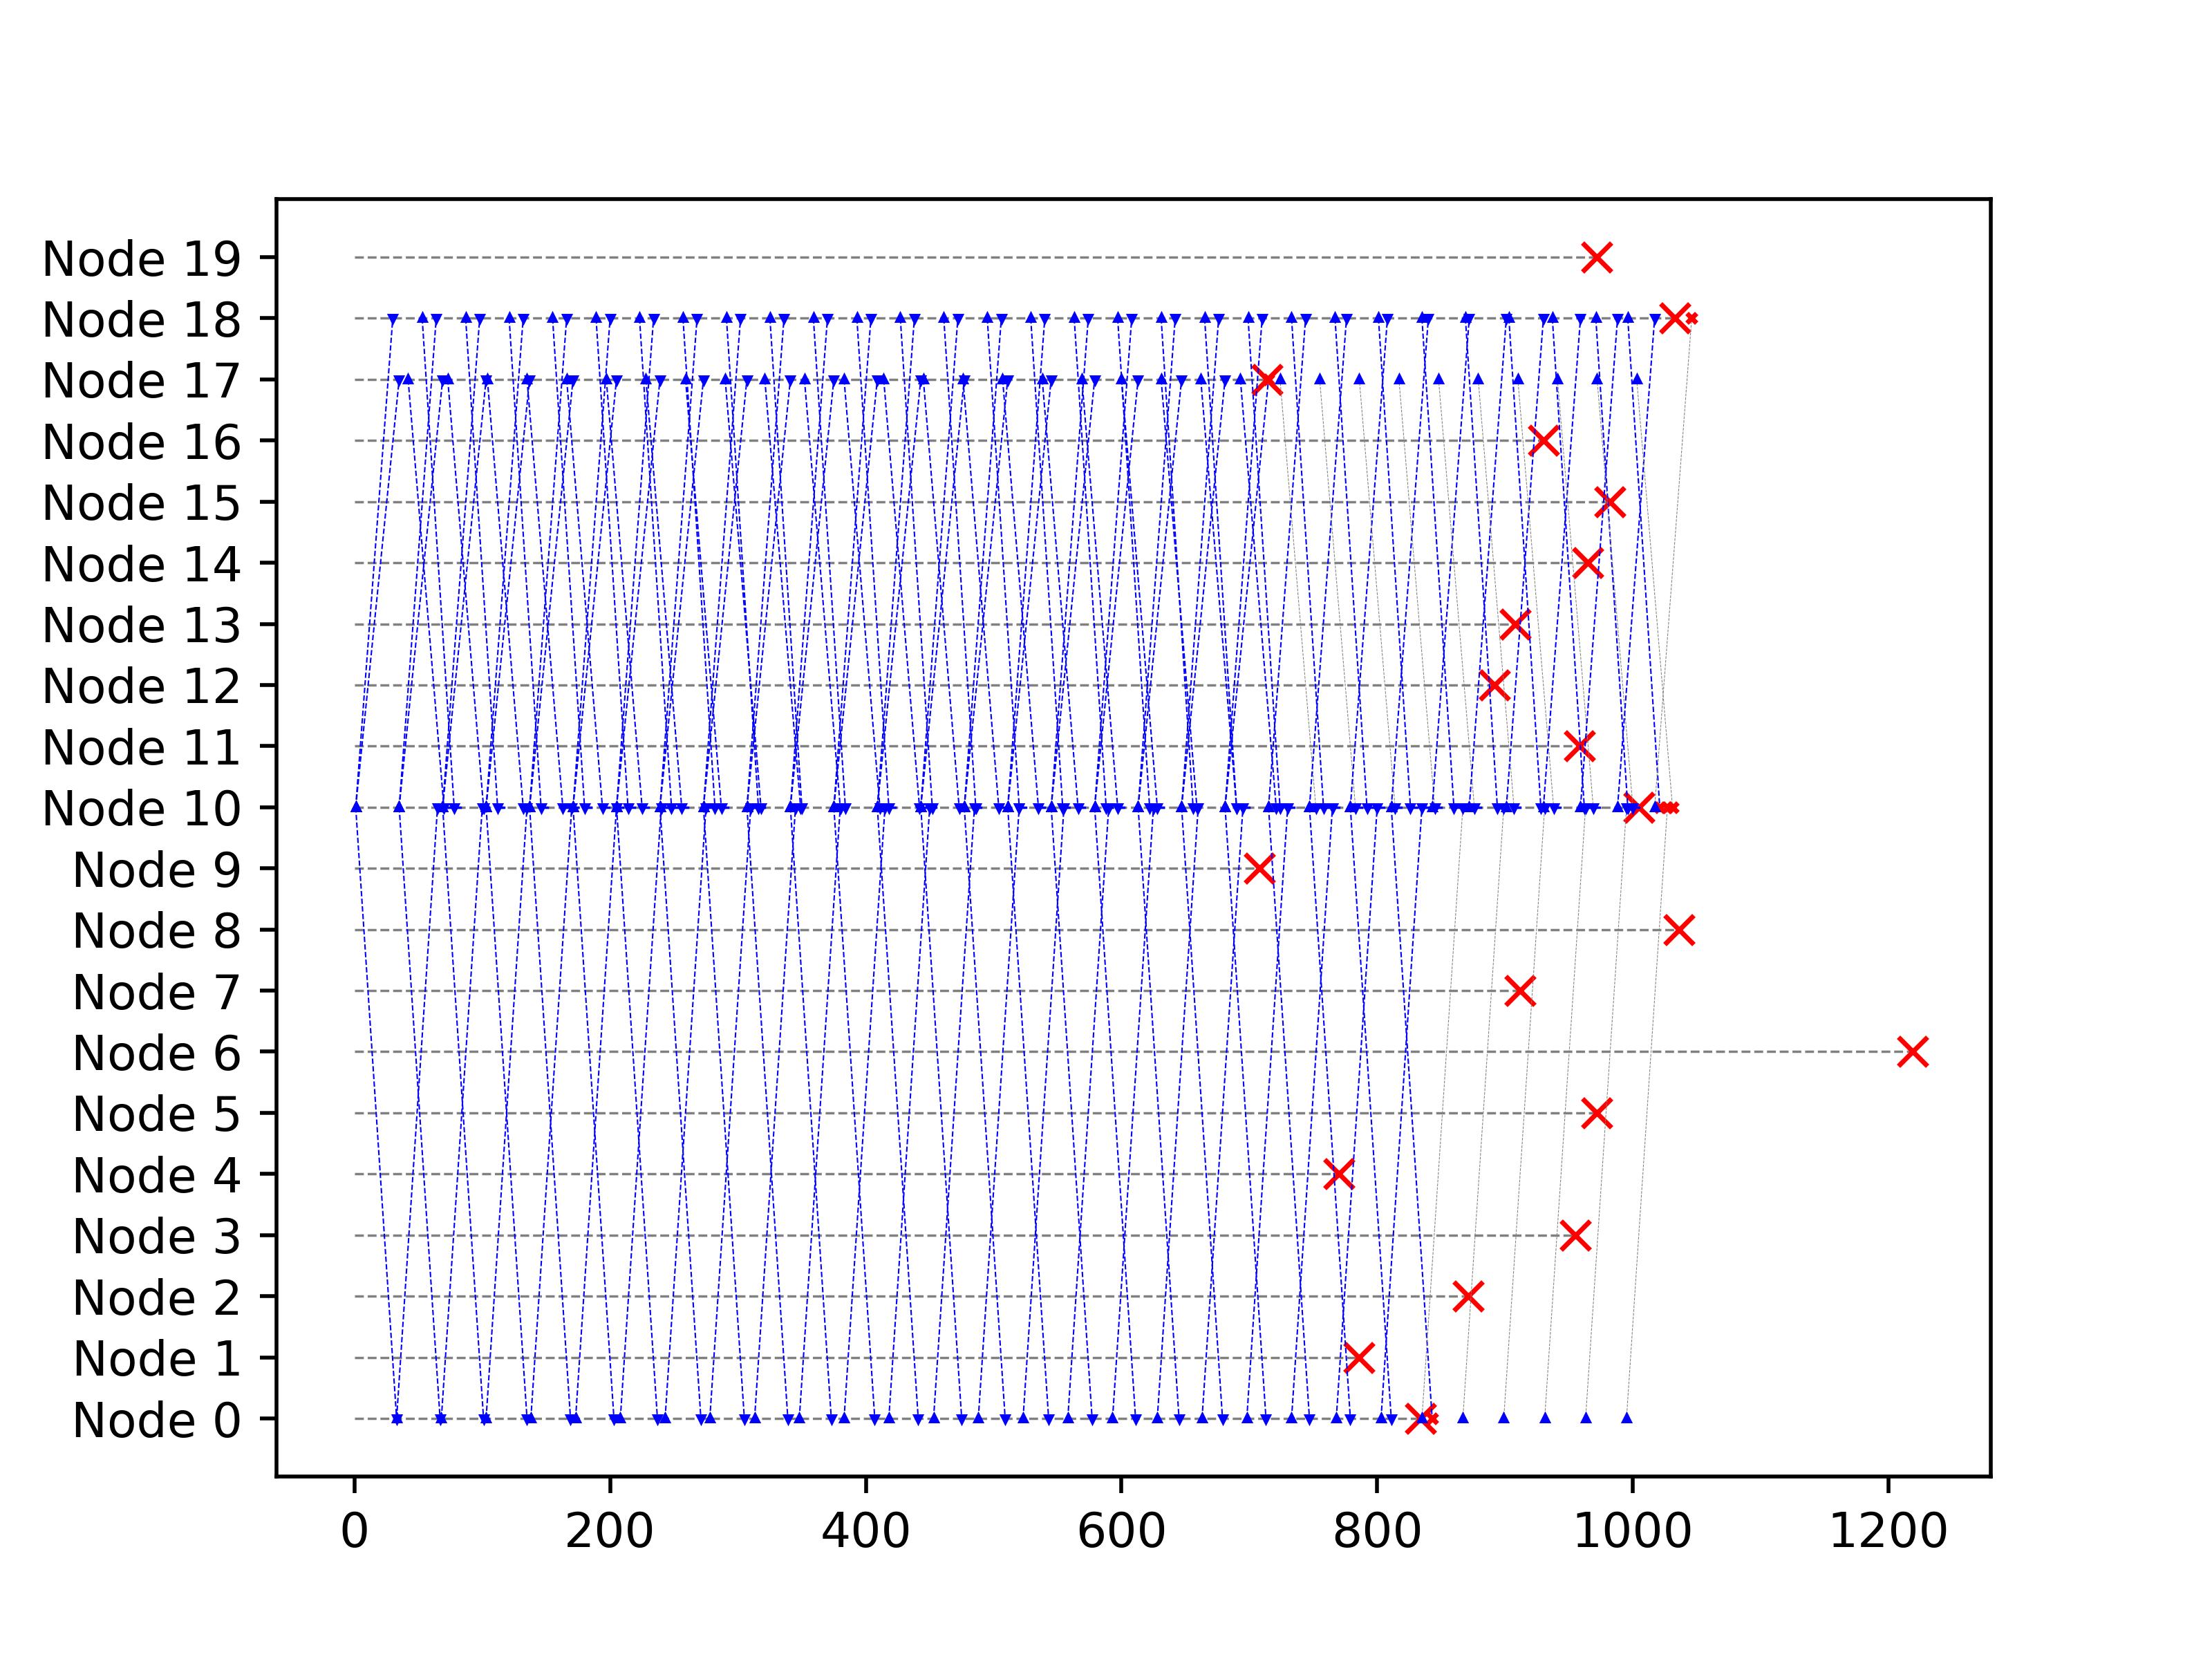 Node 19
Node 18
Node 17
Node 16
Node 15
Node 14
Node 13
Node 12
Node 11
Node 10
Node 9
Node 8
Node 7
Node 6
Node 5
Node 4
Node 3
Node 2
Node 1
Node 0
0 200 400 600 800 1000 1200